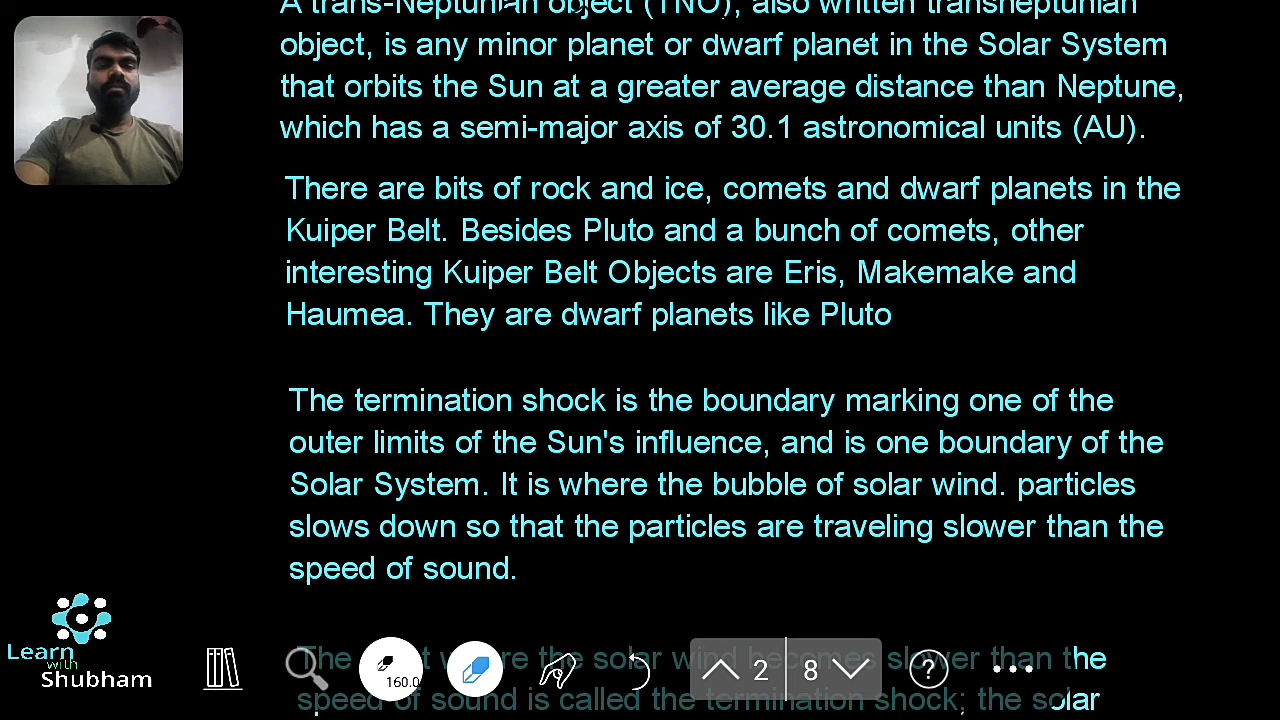 A trans-Neptunian object (TNO), also written transneptunian
object, is any minor planet or dwarf planet in the Solar System
that orbits the Sun at a greater average distance than Neptune,
which has a semi-major axis of 30.1 astronomical units (AU).
There are bits of rock and ice, comets and dwarf planets in the
Kuiper Belt. Besides Pluto and a bunch of comets, other
interesting Kuiper Belt Objects are Eris, Makemake and
Haumea. They are dwarf planets like Pluto
The termination shock is the boundary marking one of the
outer limits of the Sun's influence, and is one boundary of the
Solar System. It is where the bubble of solar wind. particles
slows down so that the particles are traveling slower than the
speed of sound.
The where the solar wind becomes slower than the
speed of sound is called the termination shock; the solar
Learn
with
Shubham
160.0
2 8
?